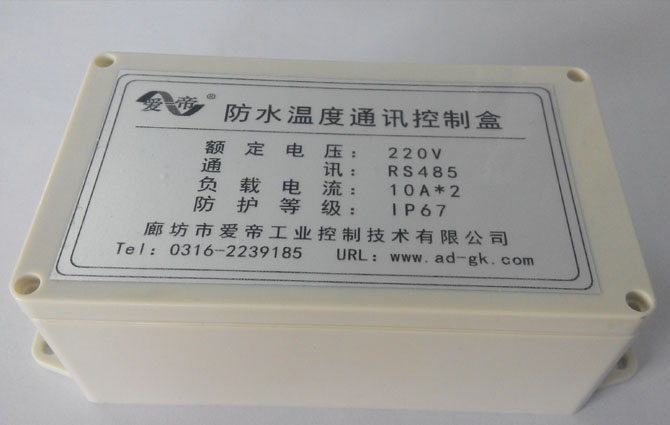 爱帝® 防水温度通讯控制盒
额定电压：220V
通讯：RS485
负载电流：10A*2
防护等级：IP67
廊坊市爱帝工业控制技术有限公司
Tel：0316-2239185 URL：www.ad-gk.com